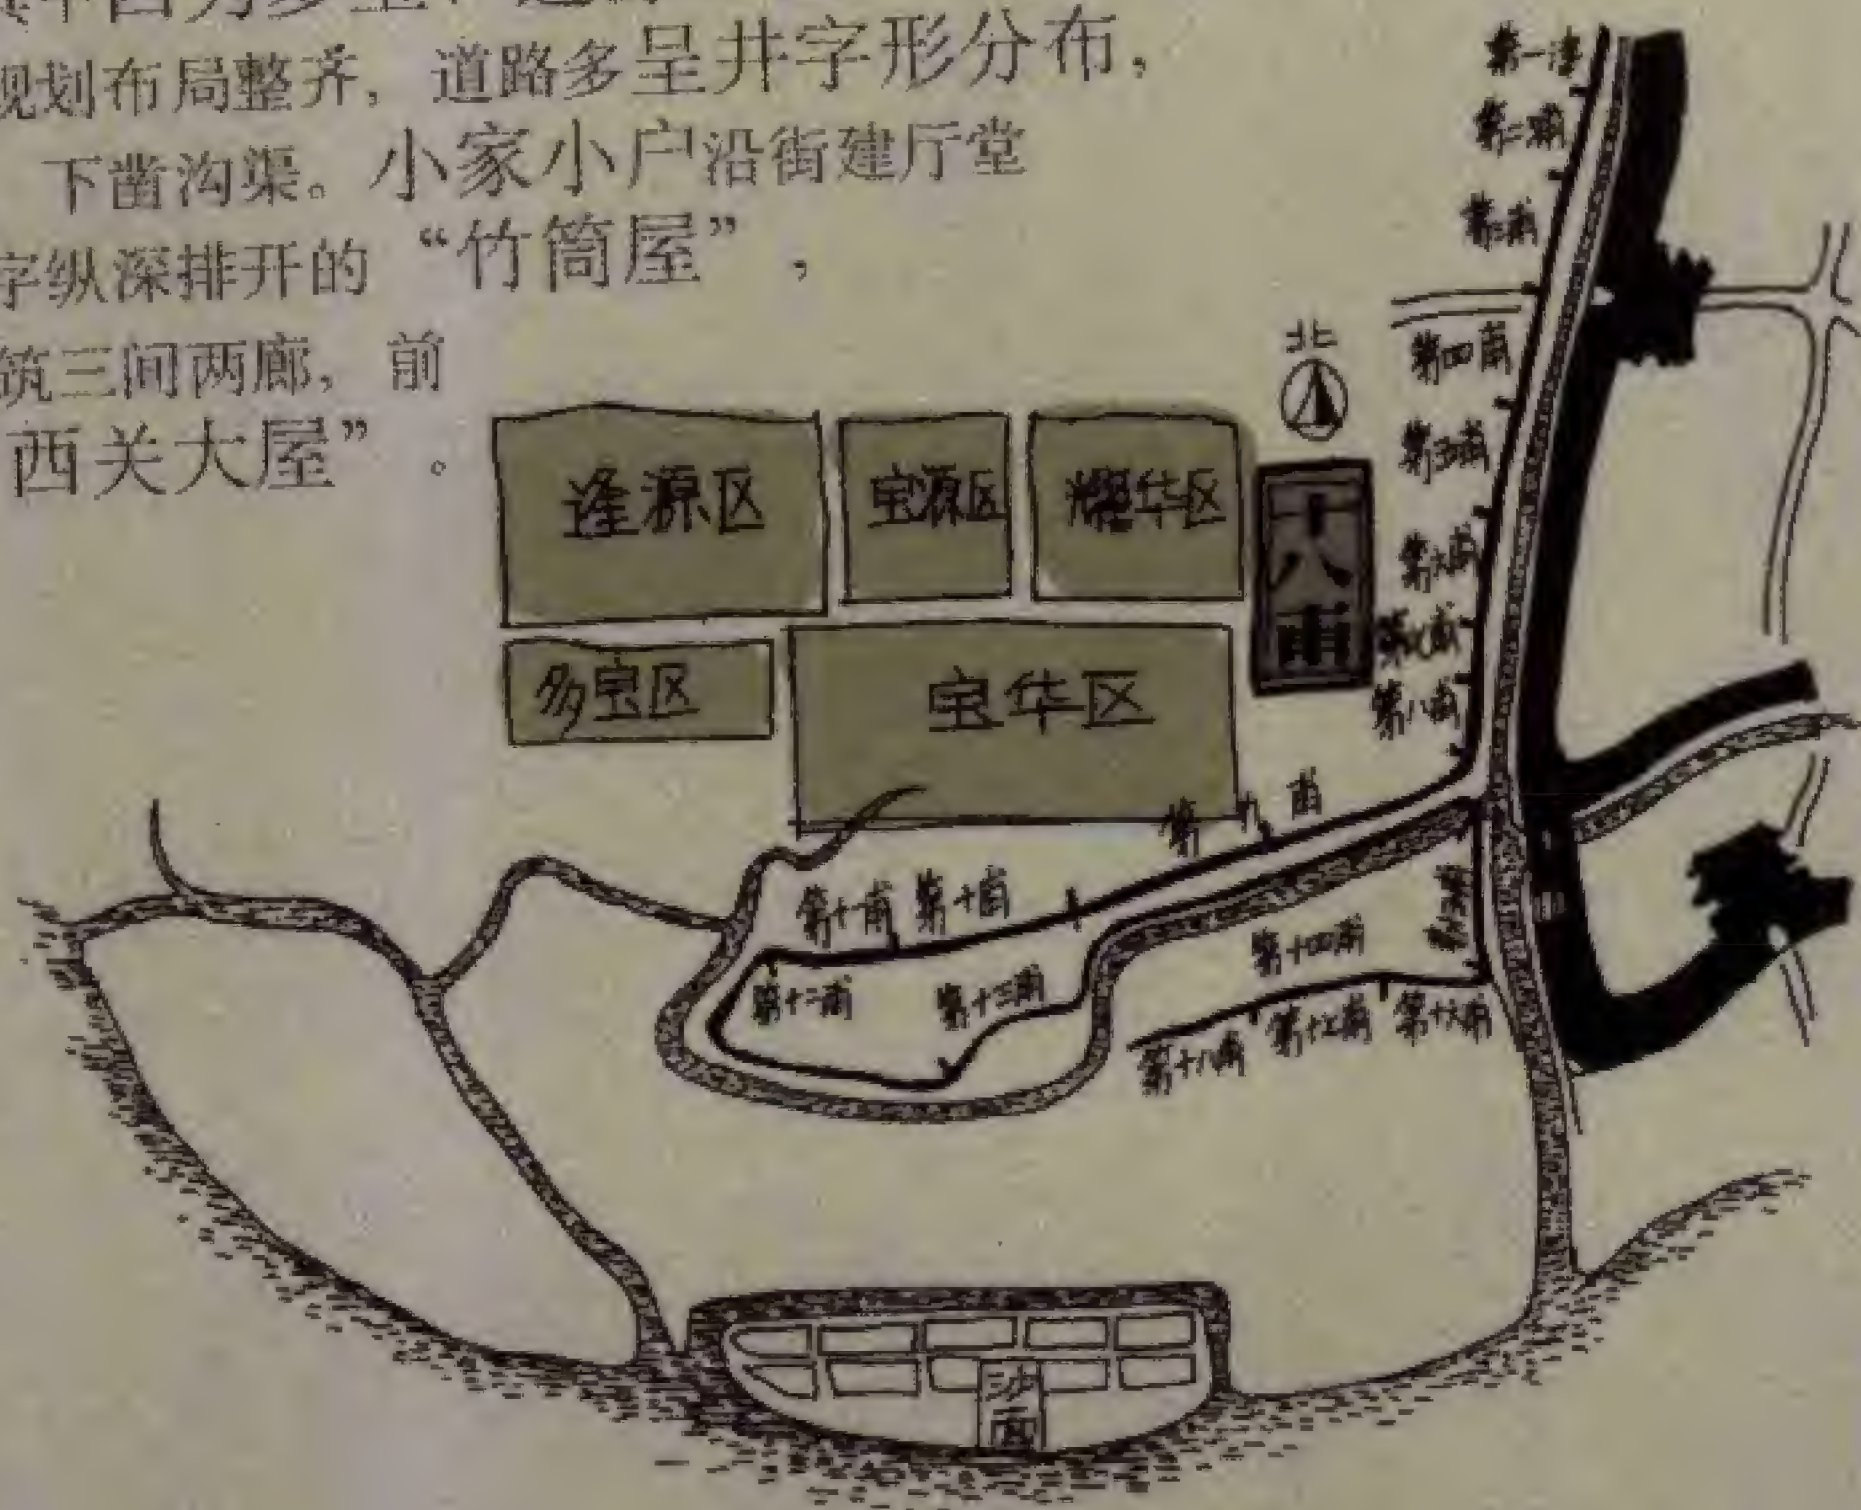 规划布局整齐，道路多呈井字形分布，
下凿沟渠。小家小户沿街建厅堂
字纵深排开的“竹筒屋”，
筑三间两廊，前
西关大屋”。
第一甫
第二甫
第三甫
北
第四甫
第五甫
逢源区
宝源区
耀华区
十八甫
第六甫
第七甫
第八甫
多宝区
宝华区
第九甫
第十一甫
第十甫
第十四甫
第十二甫
第十三甫
第十八甫
第十七甫
第十六甫
沙面